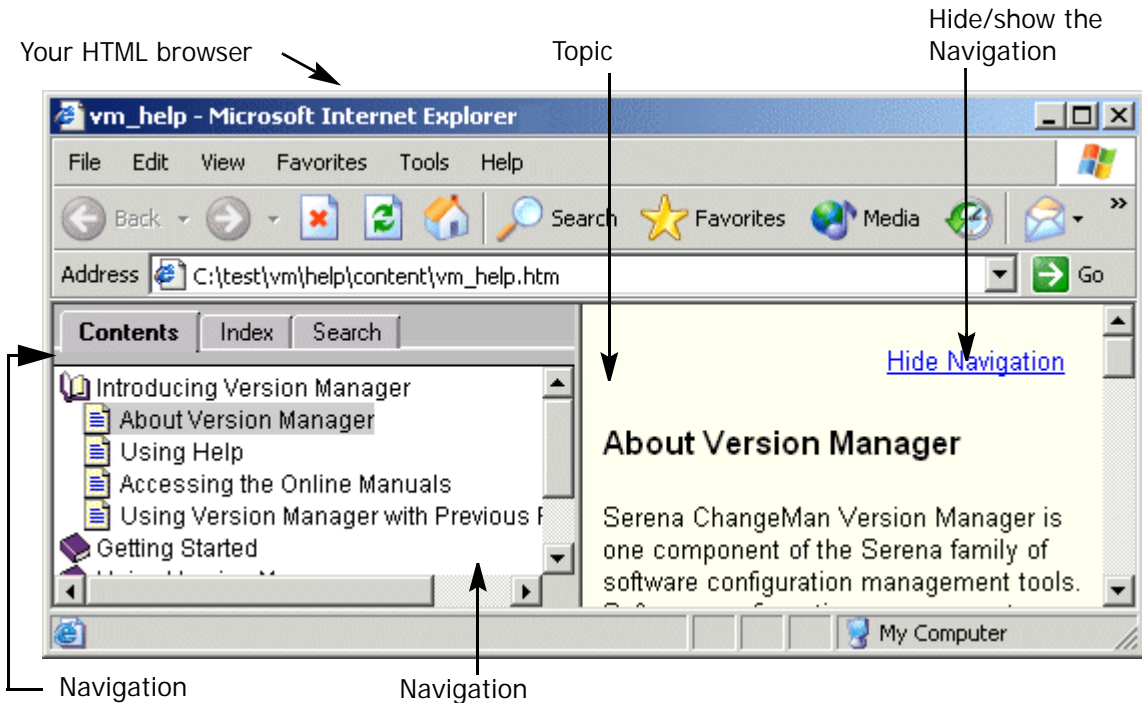 Hide/show the
Navigation
Your HTML browser
Topic
vm_help - Microsoft Internet Explorer
File Edit View Favorites Tools Help
Back Search Favorites Media »
Address C:\test\vm\help\content\vm_help.htm Go
Contents Index Search
Hide Navigation
Introducing Version Manager
About Version Manager
Using Help
Accessing the Online Manuals
Using Version Manager with Previous
Getting Started
About Version Manager
Serena ChangeMan Version Manager is
one component of the Serena family of
software configuration management tools.
My Computer
Navigation
Navigation